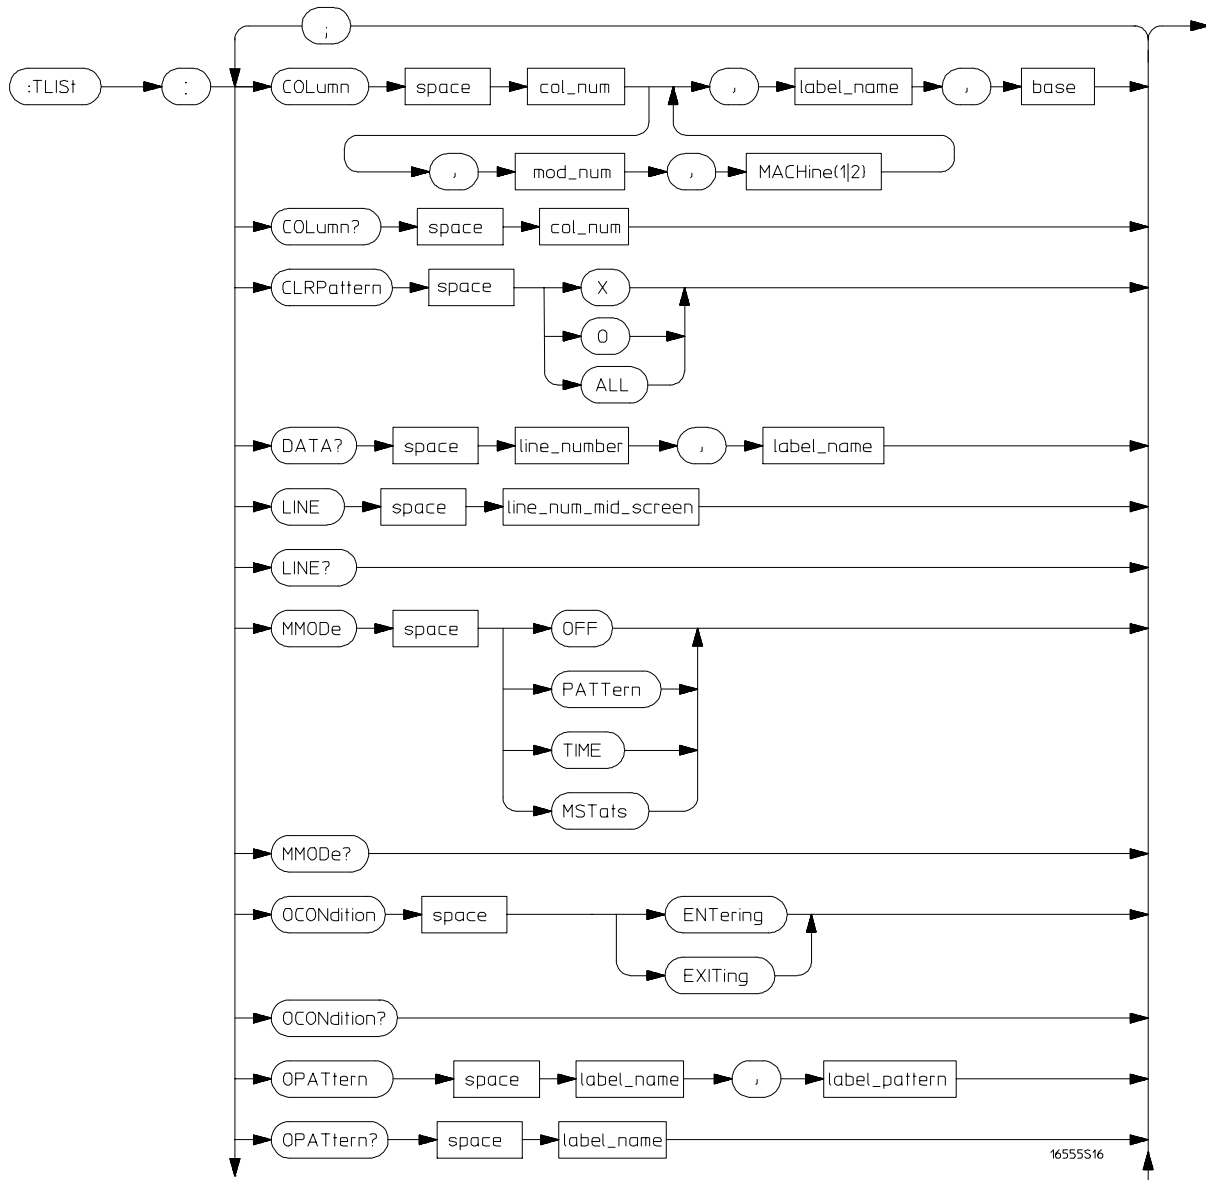 ;
:TLISt : COLumn space col_num , label_name , base
, mod_num , MACHine(1|2)
COLumn? space col_num
CLRPattern space X
O
ALL
DATA? space line_number , label_name
LINE space line_num_mid_screen
LINE?
MMODe space OFF
PATTern
TIME
MSTats
MMODe?
OCONdition space ENTering
EXITing
OCONdition?
OPATtern space label_name , label_pattern
OPATtern? space label_name
16555S16